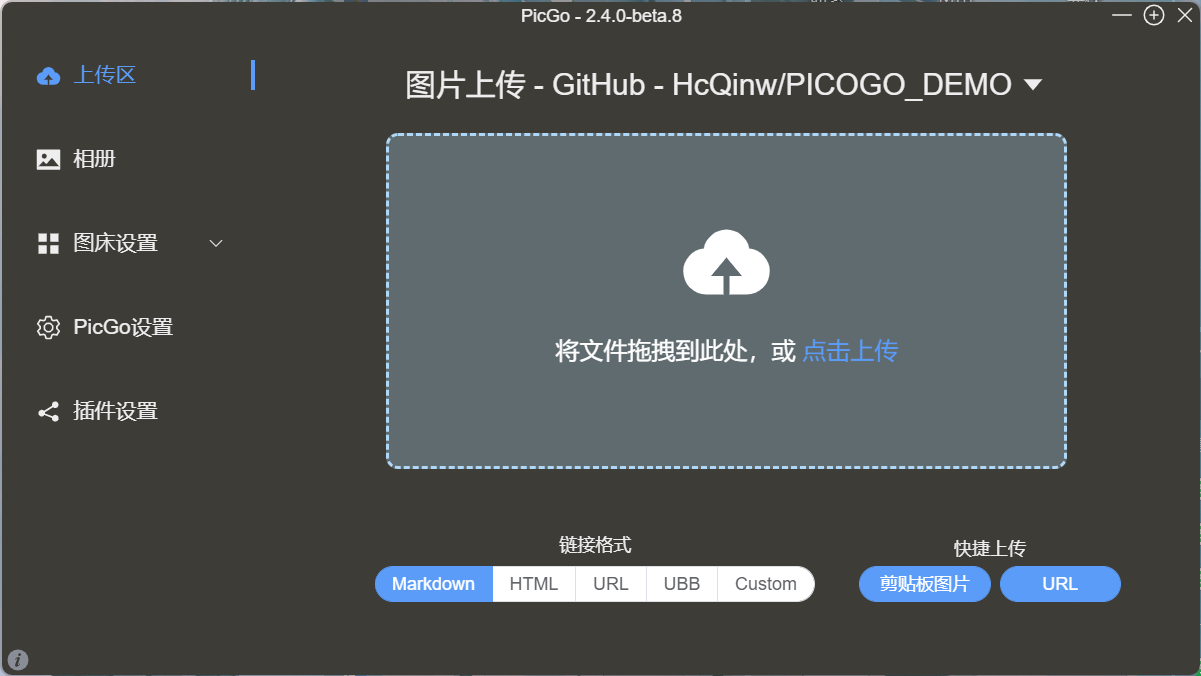 PicGo - 2.4.0-beta.8
上传区
相册
图床设置
PicGo设置
插件设置
图片上传 - GitHub - HcQinw/PICOGO_DEMO
将文件拖拽到此处，或 点击上传
链接格式
Markdown HTML URL UBB Custom
快捷上传
剪贴板图片 URL